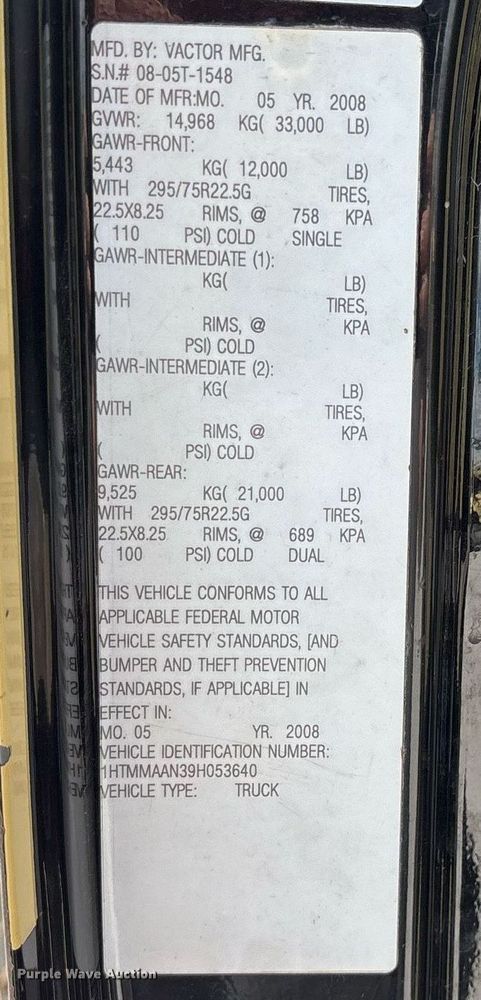 MFD. BY: VACTOR MFG.
S.N.# 08-05T-1548
DATE OF MFR:MO. 05 YR. 2008
GVWR: 14,968 KG( 33,000 LB)
GAWR-FRONT:
5,443 KG( 12,000 LB)
WITH 295/75R22.5G TIRES,
22.5X8.25 RIMS, @ 758 KPA
( 110 PSI) COLD SINGLE
GAWR-INTERMEDIATE (1):
KG( LB)
WITH TIRES,
RIMS, @ KPA
( PSI) COLD
GAWR-INTERMEDIATE (2):
KG( LB)
WITH TIRES,
RIMS, @ KPA
( PSI) COLD
GAWR-REAR:
9,525 KG( 21,000 LB)
WITH 295/75R22.5G TIRES,
22.5X8.25 RIMS, @ 689 KPA
( 100 PSI) COLD DUAL
THIS VEHICLE CONFORMS TO ALL
APPLICABLE FEDERAL MOTOR
VEHICLE SAFETY STANDARDS, [AND
BUMPER AND THEFT PREVENTION
STANDARDS, IF APPLICABLE] IN
EFFECT IN:
MO. 05 YR. 2008
VEHICLE IDENTIFICATION NUMBER:
1HTMMAAN39H053640
VEHICLE TYPE: TRUCK
Purple Wave Auction